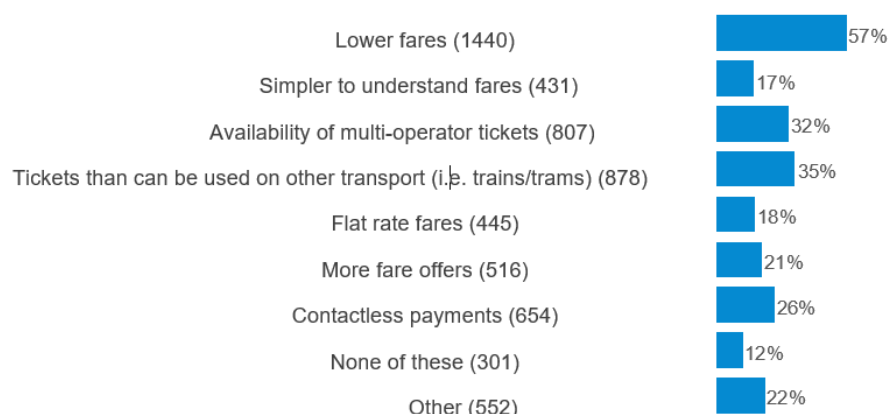 Lower fares (1440) 57%
Simpler to understand fares (431) 17%
Availability of multi-operator tickets (807) 32%
Tickets than can be used on other transport (i.e. trains/trams) (878) 35%
Flat rate fares (445) 18%
More fare offers (516) 21%
Contactless payments (654) 26%
None of these (301) 12%
Other (552) 22%